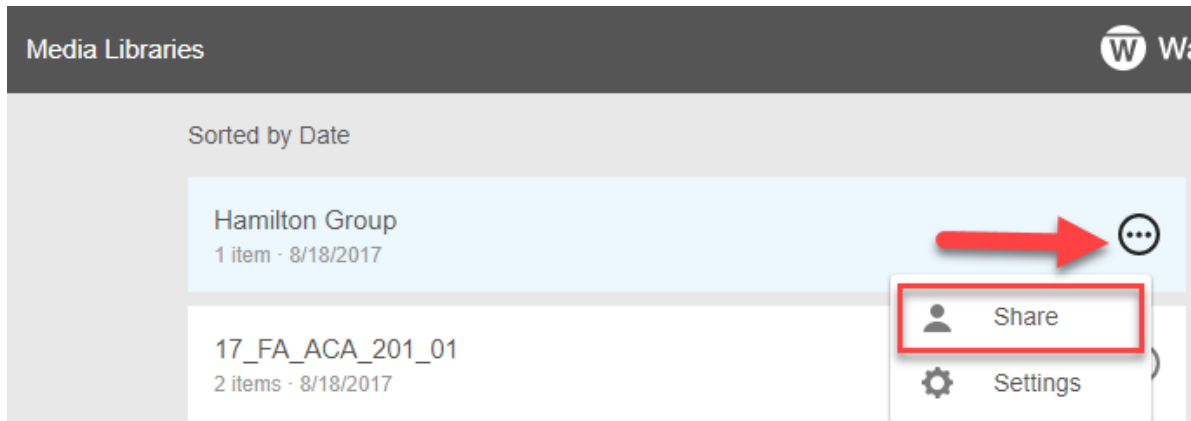 Media Libraries
Sorted by Date
Hamilton Group
1 item · 8/18/2017
Share
17_FA_ACA_201_01
2 items · 8/18/2017
Settings